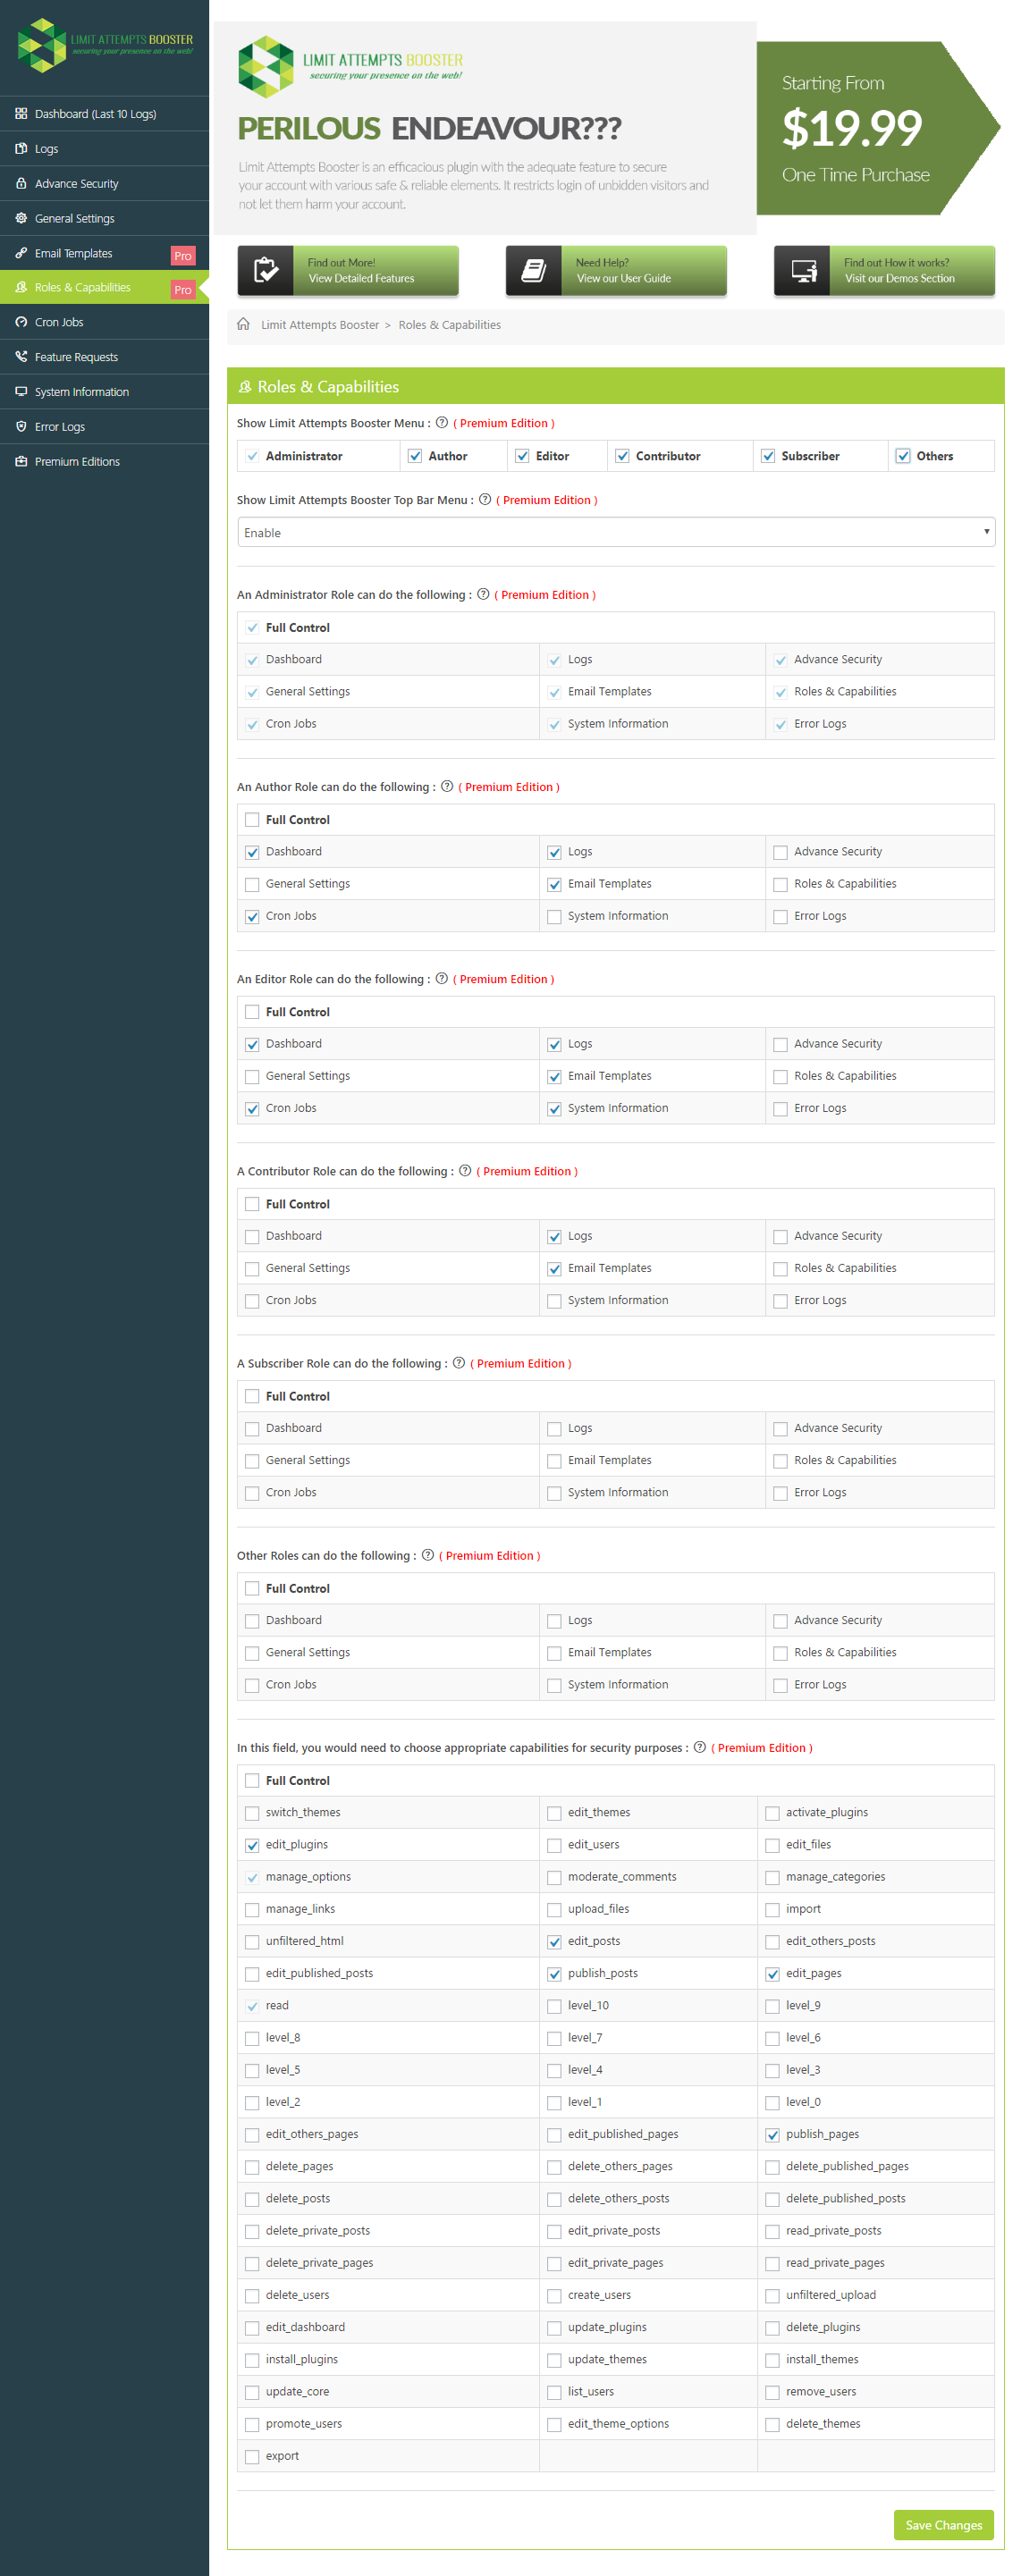 LIMIT ATTEMPTS BOOSTER
securing your presence on the web!
Dashboard (Last 10 Logs)
Logs
Advance Security
General Settings
Email Templates Pro
Roles & Capabilities Pro
Cron Jobs
Feature Requests
System Information
Error Logs
Premium Editions
LIMIT ATTEMPTS BOOSTER
securing your presence on the web!
PERILOUS ENDEAVOUR???
Limit Attempts Booster is an efficacious plugin with the adequate feature to secure
your account with various safe & reliable elements. It restricts login of unbidden visitors and
not let them harm your account.
Starting From
$19.99
One Time Purchase
Find out More!
View Detailed Features
Need Help?
View our User Guide
Find out How it works?
Visit our Demos Section
Limit Attempts Booster > Roles & Capabilities
Roles & Capabilities
Show Limit Attempts Booster Menu : ( Premium Edition )
Administrator Author Editor Contributor Subscriber Others
Show Limit Attempts Booster Top Bar Menu : ( Premium Edition )
Enable
An Administrator Role can do the following : ( Premium Edition )
Full Control
Dashboard Logs Advance Security
General Settings Email Templates Roles & Capabilities
Cron Jobs System Information Error Logs
An Author Role can do the following : ( Premium Edition )
Full Control
Dashboard Logs Advance Security
General Settings Email Templates Roles & Capabilities
Cron Jobs System Information Error Logs
An Editor Role can do the following : ( Premium Edition )
Full Control
Dashboard Logs Advance Security
General Settings Email Templates Roles & Capabilities
Cron Jobs System Information Error Logs
A Contributor Role can do the following : ( Premium Edition )
Full Control
Dashboard Logs Advance Security
General Settings Email Templates Roles & Capabilities
Cron Jobs System Information Error Logs
A Subscriber Role can do the following : ( Premium Edition )
Full Control
Dashboard Logs Advance Security
General Settings Email Templates Roles & Capabilities
Cron Jobs System Information Error Logs
Other Roles can do the following : ( Premium Edition )
Full Control
Dashboard Logs Advance Security
General Settings Email Templates Roles & Capabilities
Cron Jobs System Information Error Logs
In this field, you would need to choose appropriate capabilities for security purposes : ( Premium Edition )
Full Control
switch_themes edit_themes activate_plugins
edit_plugins edit_users edit_files
manage_options moderate_comments manage_categories
manage_links upload_files import
unfiltered_html edit_posts edit_others_posts
edit_published_posts publish_posts edit_pages
read level_10 level_9
level_8 level_7 level_6
level_5 level_4 level_3
level_2 level_1 level_0
edit_others_pages edit_published_pages publish_pages
delete_pages delete_others_pages delete_published_pages
delete_posts delete_others_posts delete_published_posts
delete_private_posts edit_private_posts read_private_posts
delete_private_pages edit_private_pages read_private_pages
delete_users create_users unfiltered_upload
edit_dashboard update_plugins delete_plugins
install_plugins update_themes install_themes
update_core list_users remove_users
promote_users edit_theme_options delete_themes
export
Save Changes